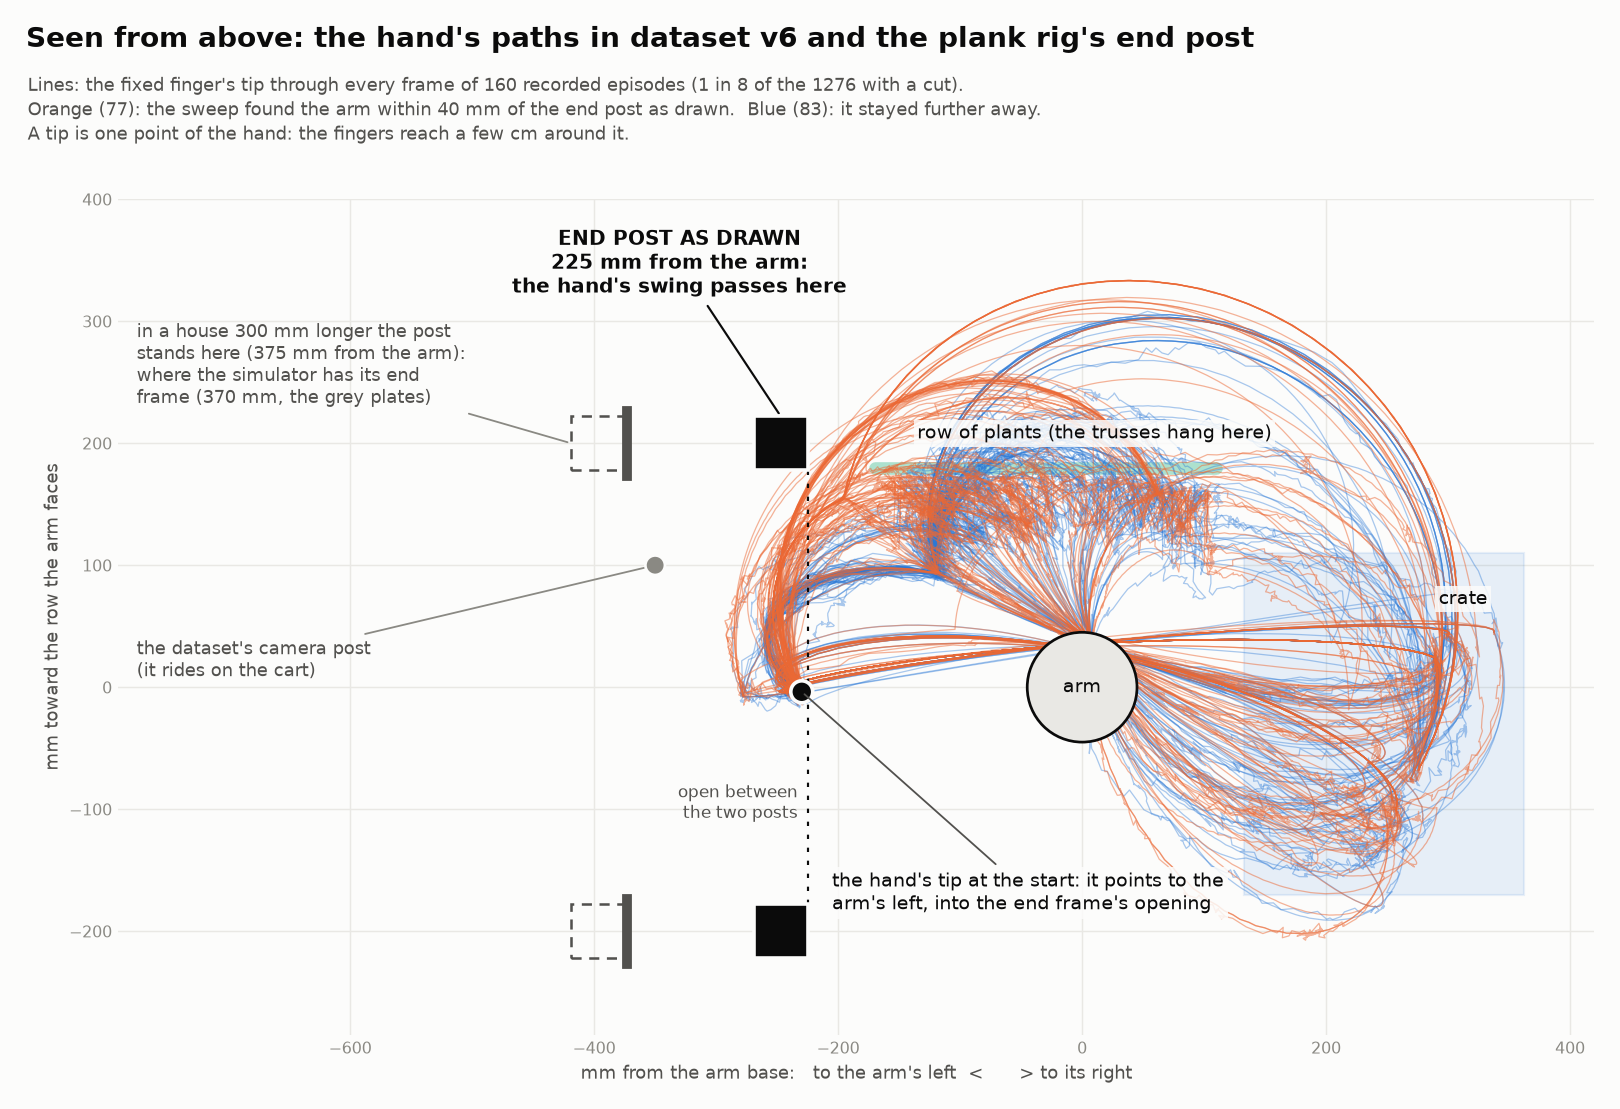 Seen from above: the hand's paths in dataset v6 and the plank rig's end post
Lines: the fixed finger's tip through every frame of 160 recorded episodes (1 in 8 of the 1276 with a cut).
Orange (77): the sweep found the arm within 40 mm of the end post as drawn.  Blue (83): it stayed further away.
A tip is one point of the hand: the fingers reach a few cm around it.
400
END POST AS DRAWN
225 mm from the arm:
the hand's swing passes here
300
in a house 300 mm longer the post
stands here (375 mm from the arm):
where the simulator has its end
frame (370 mm, the grey plates)
200
row of plants (the trusses hang here)
100
crate
the dataset's camera post
(it rides on the cart)
0
arm
mm toward the row the arm faces
open between
the two posts
−100
the hand's tip at the start: it points to the
arm's left, into the end frame's opening
−200
−600
−400
−200
0
200
400
mm from the arm base:   to the arm's left  <      > to its right